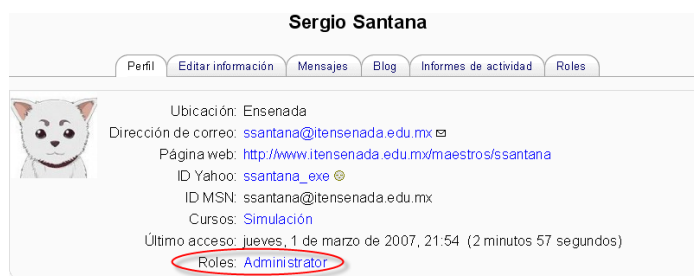 Sergio Santana
Perfil Editar información Mensajes Blog Informes de actividad Roles
Ubicación: Ensenada
Dirección de correo: ssantana@itensenada.edu.mx
Página web: http://www.itensenada.edu.mx/maestros/ssantana
ID Yahoo: ssantana_exe
ID MSN: ssantana@itensenada.edu.mx
Cursos: Simulación
Último acceso: jueves, 1 de marzo de 2007, 21:54 (2 minutos 57 segundos)
Roles: Administrator